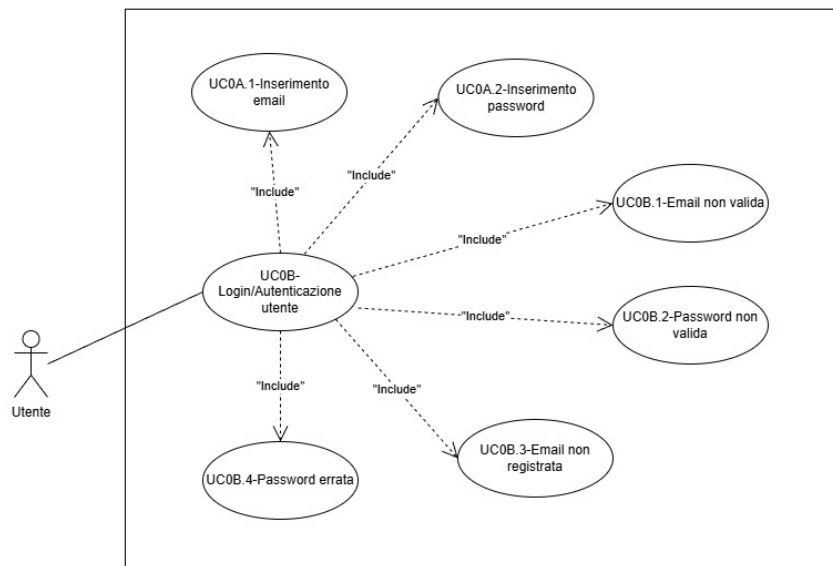 UC0A.1-Inserimento
email
UC0A.2-Inserimento
password
"Include"
"Include"
UC0B.1-Email non valida
"Include"
UC0B-
Login/Autenticazione
utente
"Include"
UC0B.2-Password non
valida
Utente
"Include"
"Include"
UC0B.4-Password errata
UC0B.3-Email non
registrata